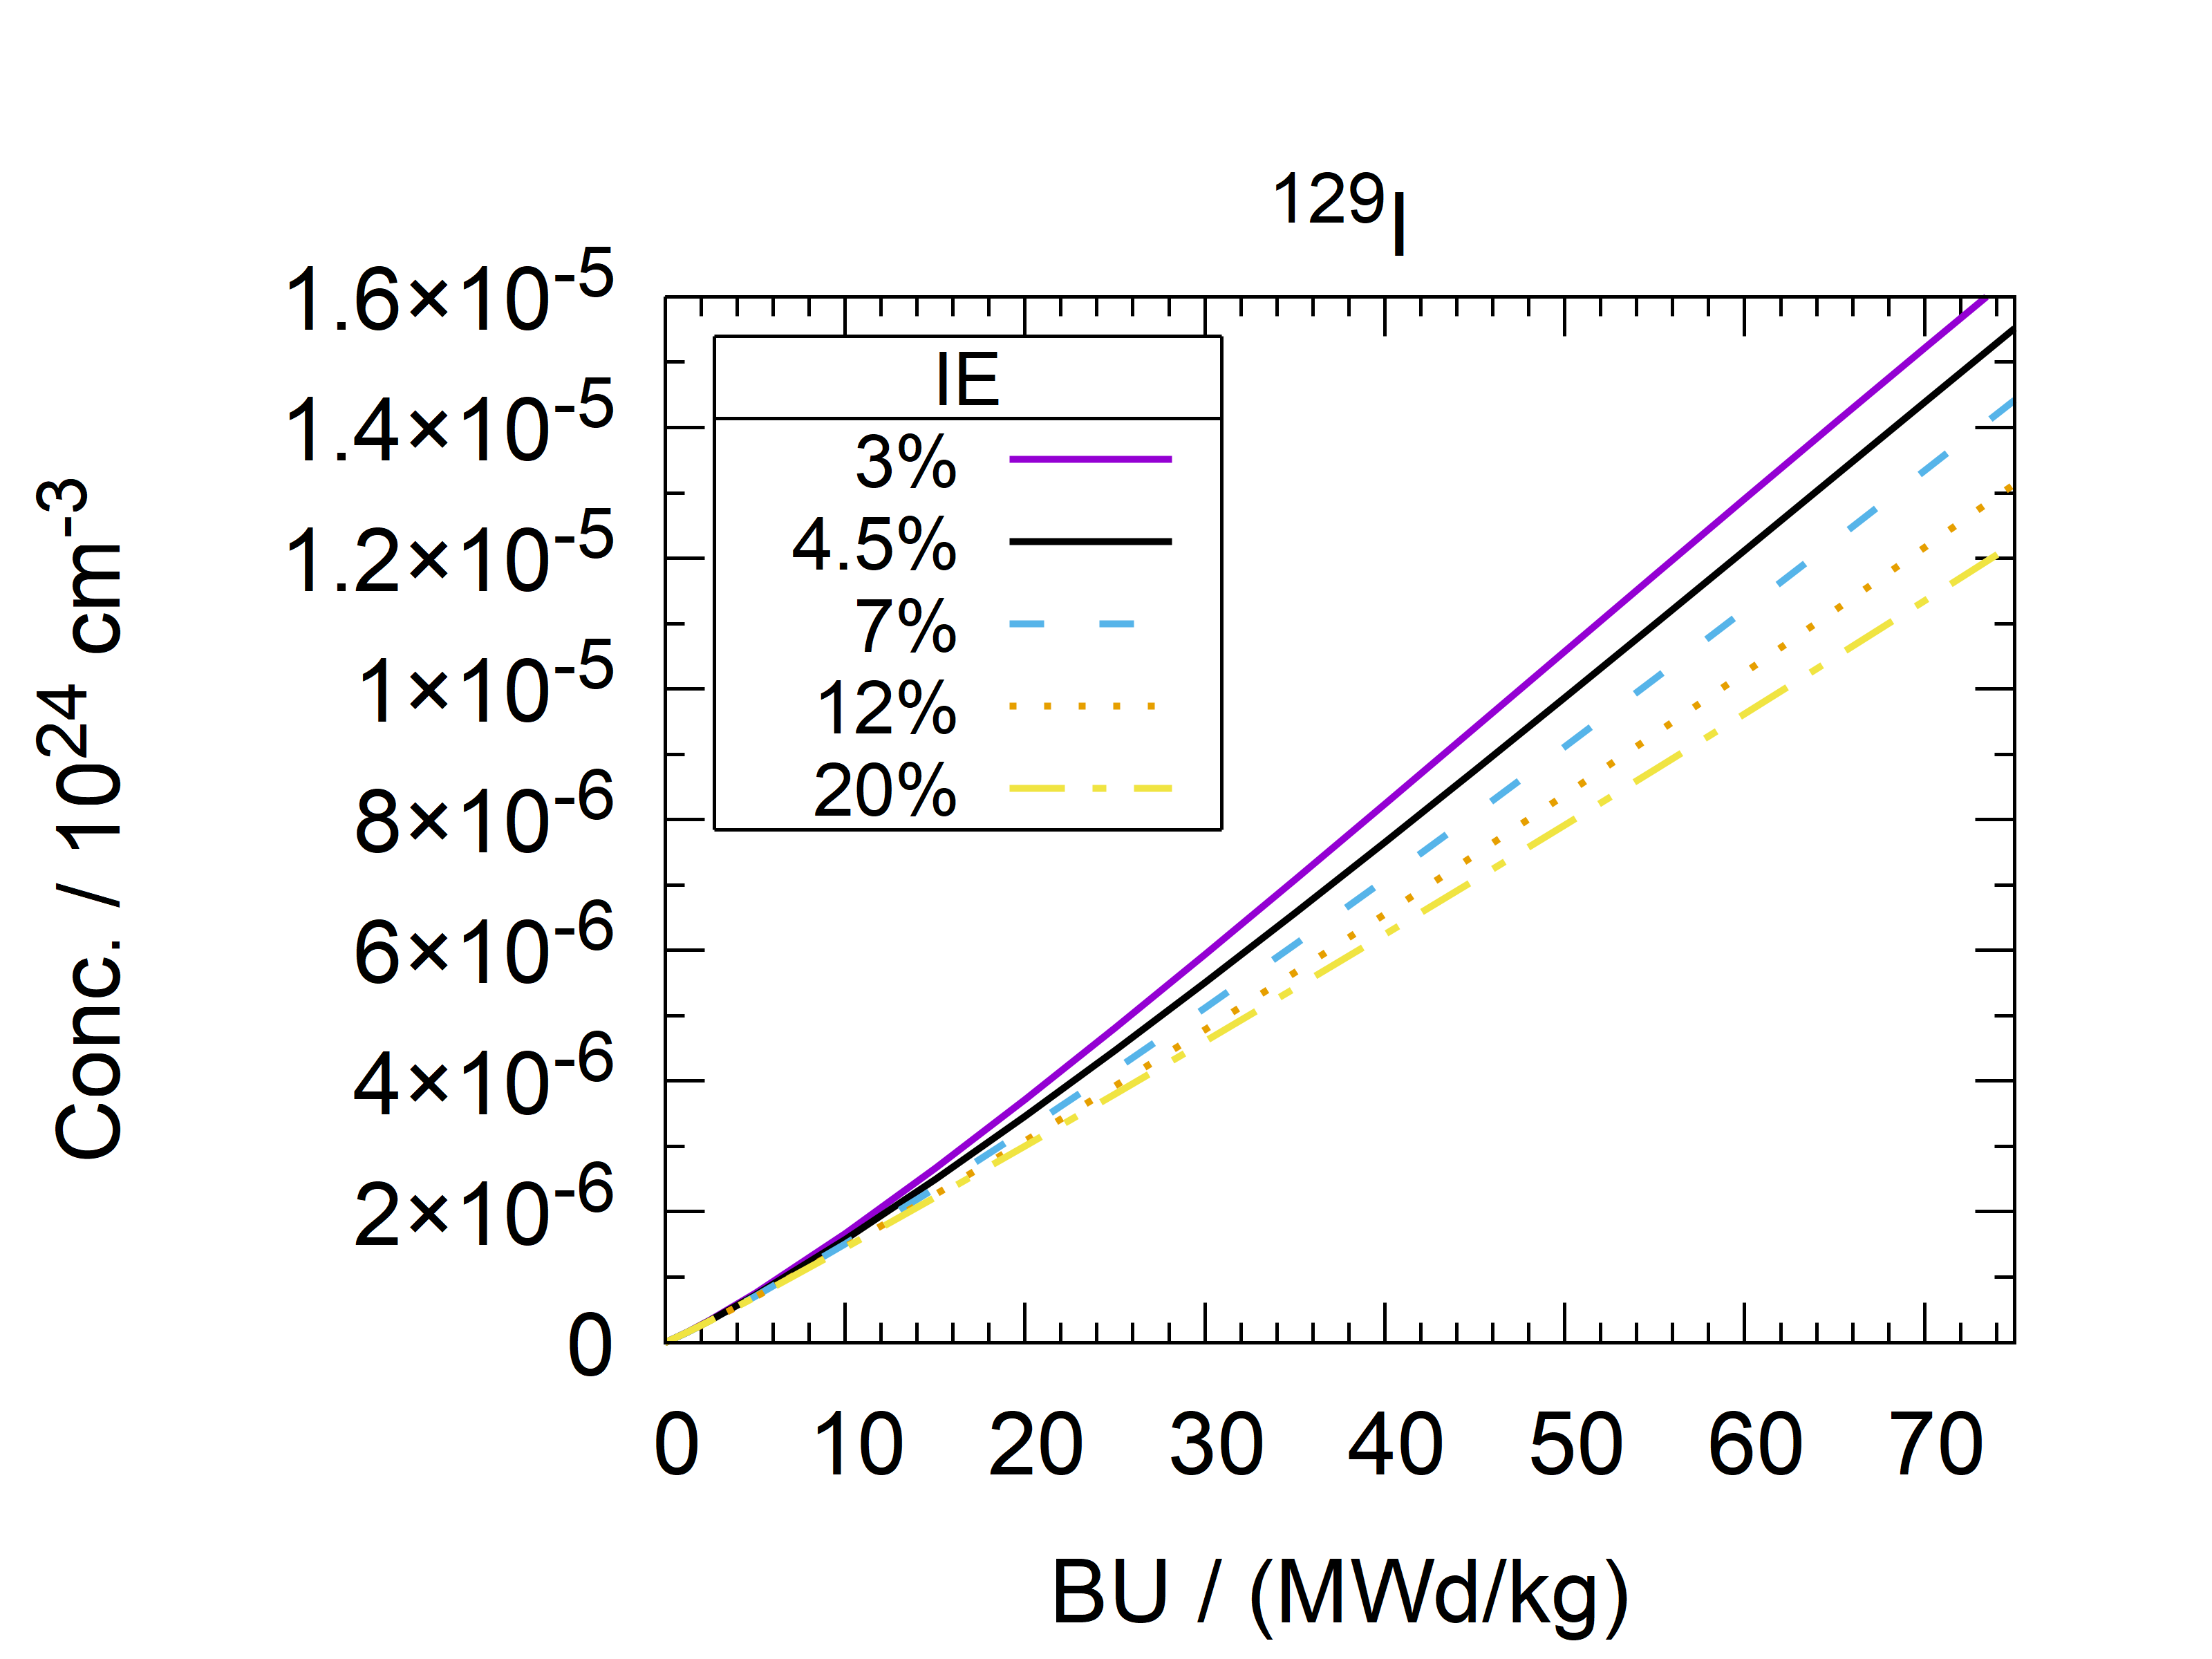 ¹²⁹I
1.6×10⁻⁵
1.4×10⁻⁵
1.2×10⁻⁵
1×10⁻⁵
8×10⁻⁶
6×10⁻⁶
4×10⁻⁶
2×10⁻⁶
0
Conc. / 10²⁴ cm⁻³
IE
3%
4.5%
7%
12%
20%
0 10 20 30 40 50 60 70
BU / (MWd/kg)